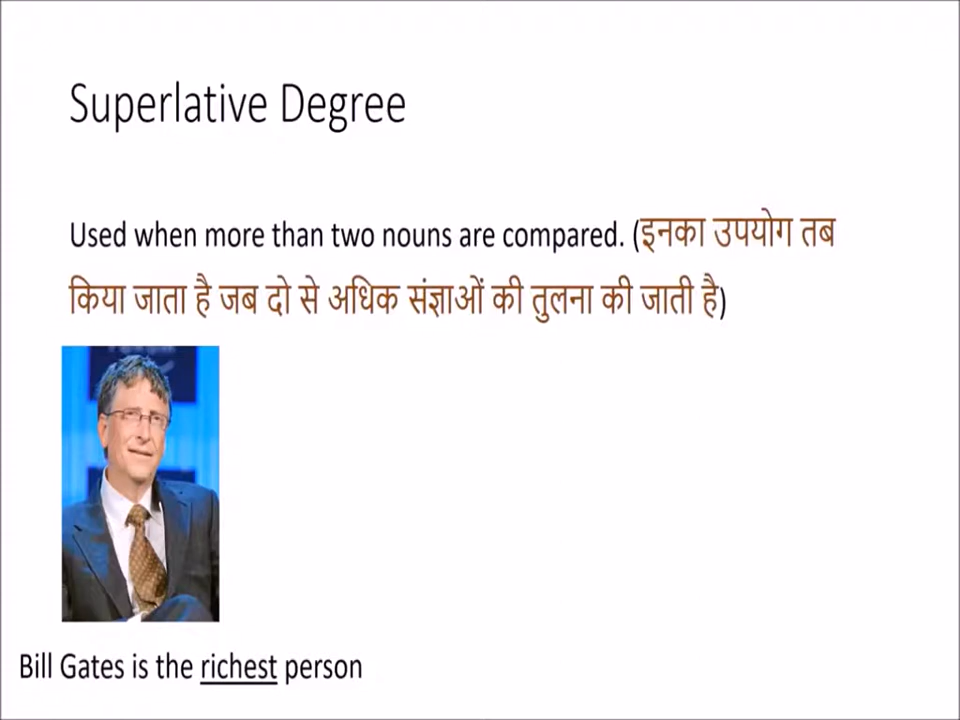 Superlative Degree
Used when more than two nouns are compared. (इनका उपयोग तब
किया जाता है जब दो से अधिक संज्ञाओं की तुलना की जाती है)
Bill Gates is the richest person